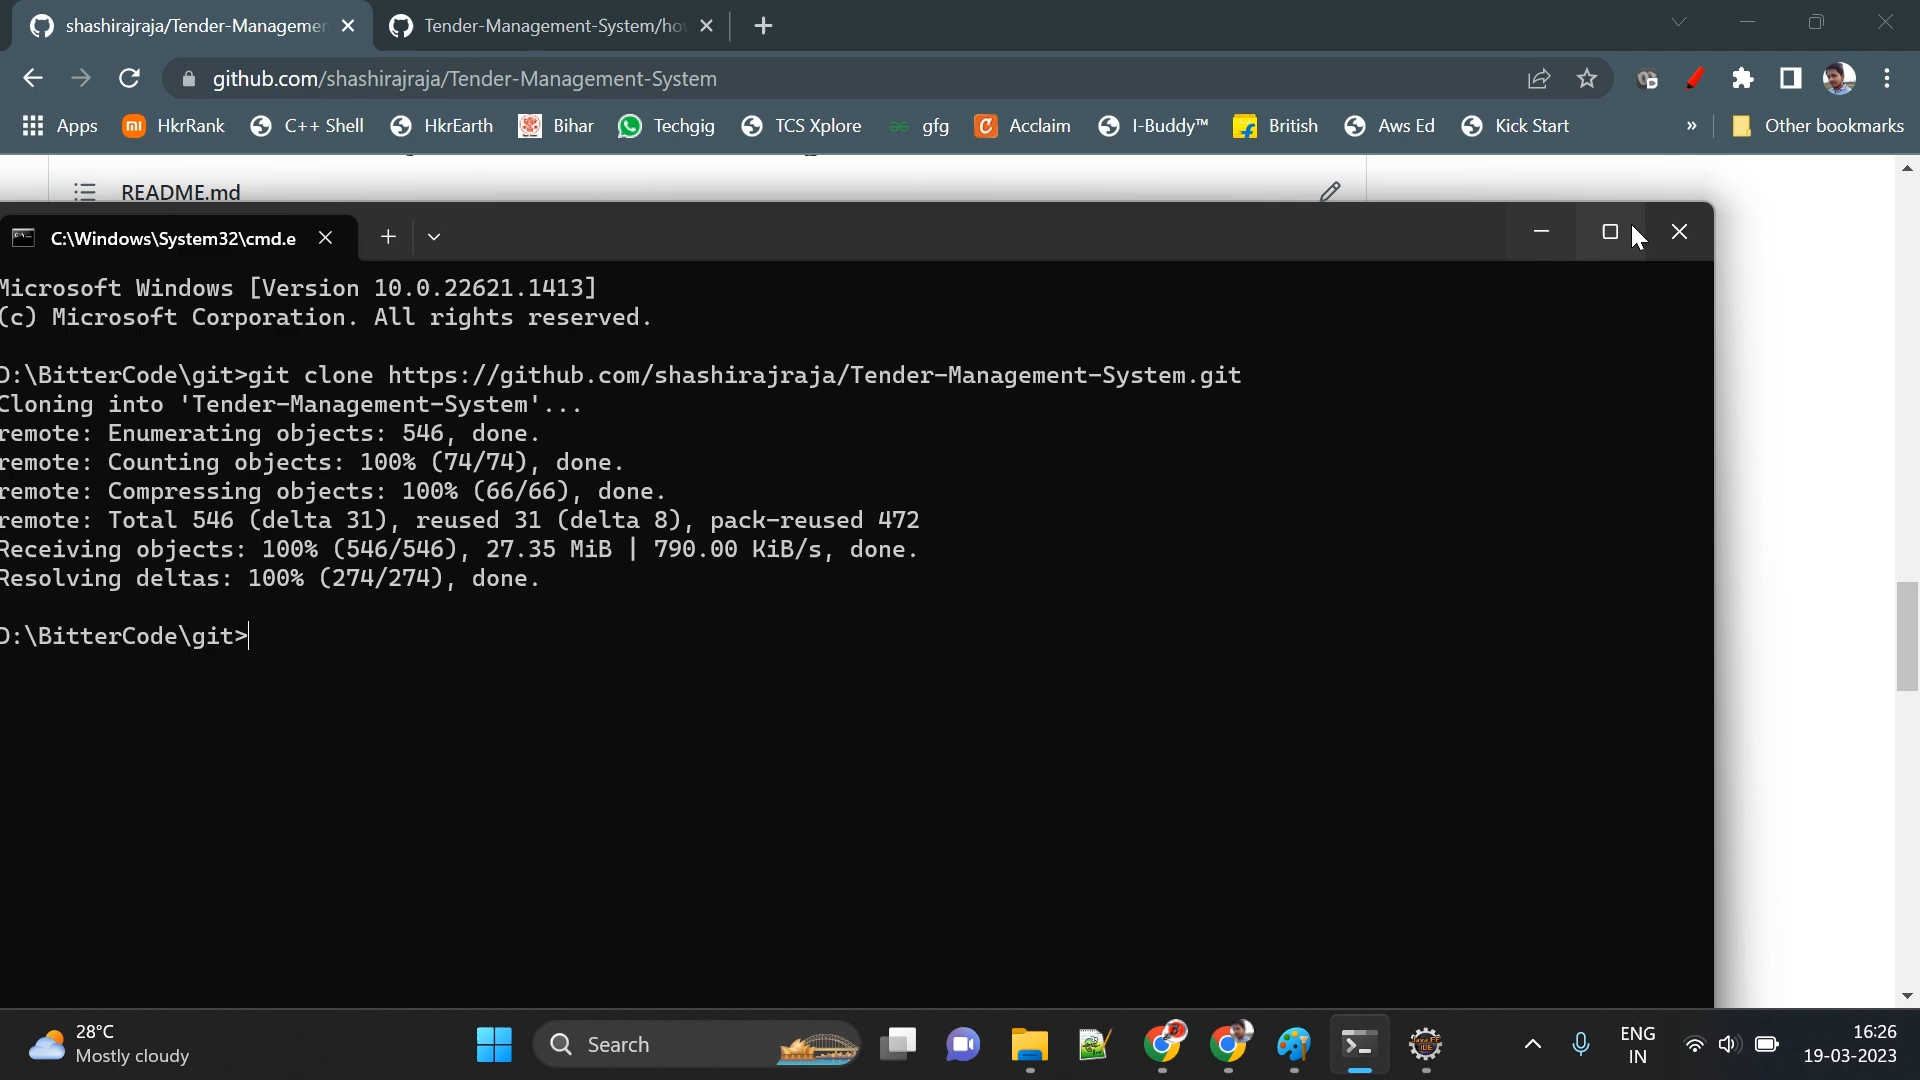 shashirajraja/Tender-Managemen
Tender-Management-System/how
github.com/shashirajraja/Tender-Management-System
Apps
HkrRank
C++ Shell
HkrEarth
Bihar
Techgig
TCS Xplore
gfg
Acclaim
I-Buddy™
British
Aws Ed
Kick Start
»
Other bookmarks
README.md
C:\Windows\System32\cmd.e
Microsoft Windows [Version 10.0.22621.1413]
(c) Microsoft Corporation. All rights reserved.
D:\BitterCode\git>git clone https://github.com/shashirajraja/Tender-Management-System.git
Cloning into 'Tender-Management-System'...
remote: Enumerating objects: 546, done.
remote: Counting objects: 100% (74/74), done.
remote: Compressing objects: 100% (66/66), done.
remote: Total 546 (delta 31), reused 31 (delta 8), pack-reused 472
Receiving objects: 100% (546/546), 27.35 MiB | 790.00 KiB/s, done.
Resolving deltas: 100% (274/274), done.
D:\BitterCode\git>
28°C
Mostly cloudy
Search
ENG
IN
16:26
19-03-2023